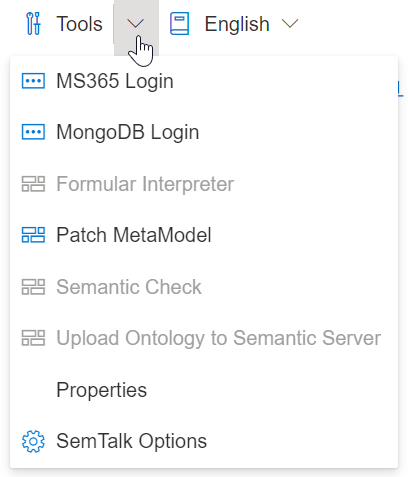 Tools English
MS365 Login
MongoDB Login
Formular Interpreter
Patch MetaModel
Semantic Check
Upload Ontology to Semantic Server
Properties
SemTalk Options